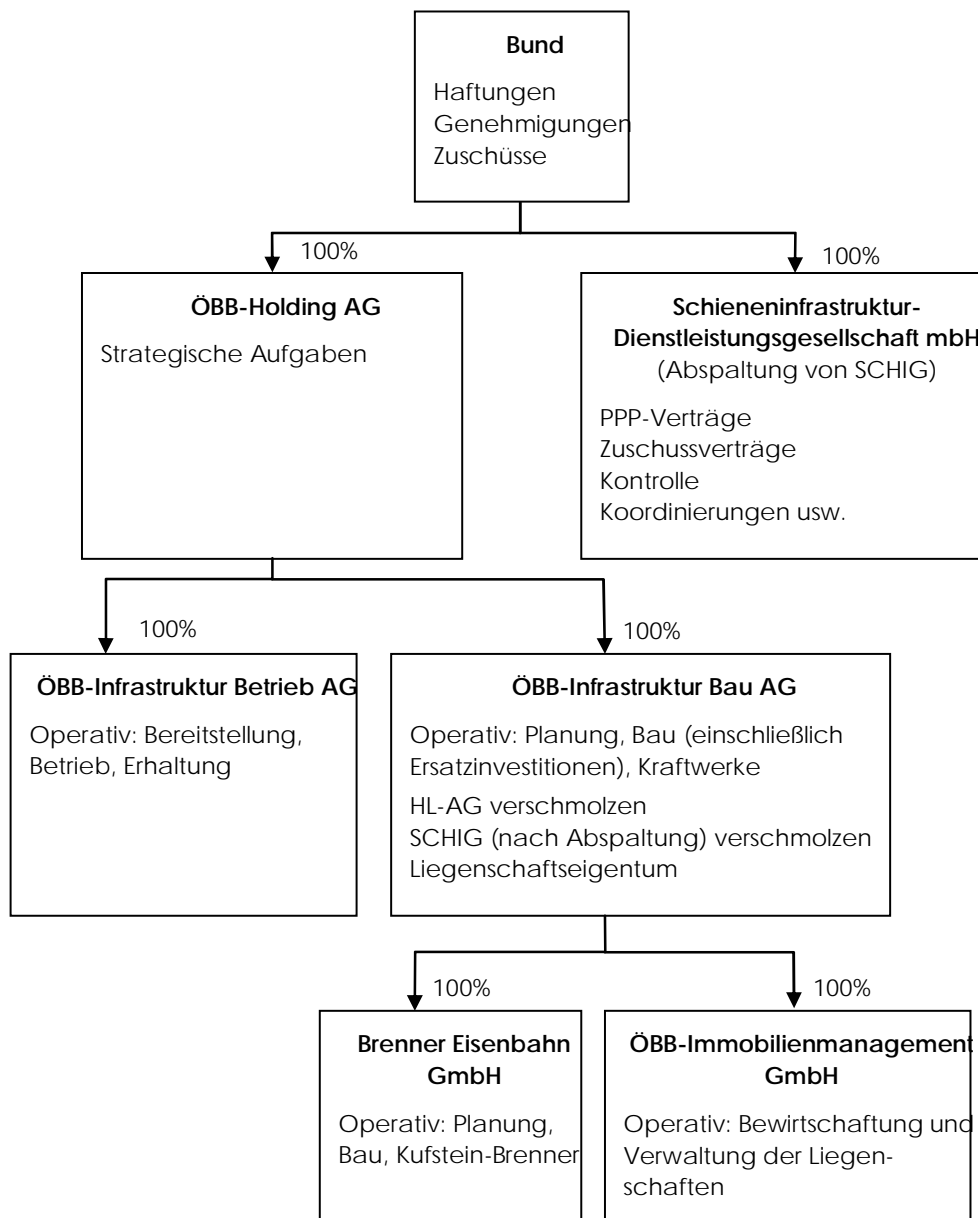 Bund
Haftungen
Genehmigungen
Zuschüsse
100%
100%
ÖBB-Holding AG
Strategische Aufgaben
Schieneninfrastruktur-
Dienstleistungsgesellschaft mbH
(Abspaltung von SCHIG)
PPP-Verträge
Zuschussverträge
Kontrolle
Koordinierungen usw.
100%
100%
ÖBB-Infrastruktur Betrieb AG
Operativ: Bereitstellung,
Betrieb, Erhaltung
ÖBB-Infrastruktur Bau AG
Operativ: Planung, Bau (einschließlich
Ersatzinvestitionen), Kraftwerke
HL-AG verschmolzen
SCHIG (nach Abspaltung) verschmolzen
Liegenschaftseigentum
100%
100%
Brenner Eisenbahn
GmbH
Operativ: Planung,
Bau, Kufstein-Brenner
ÖBB-Immobilienmanagement
GmbH
Operativ: Bewirtschaftung und
Verwaltung der Liegen-
schaften